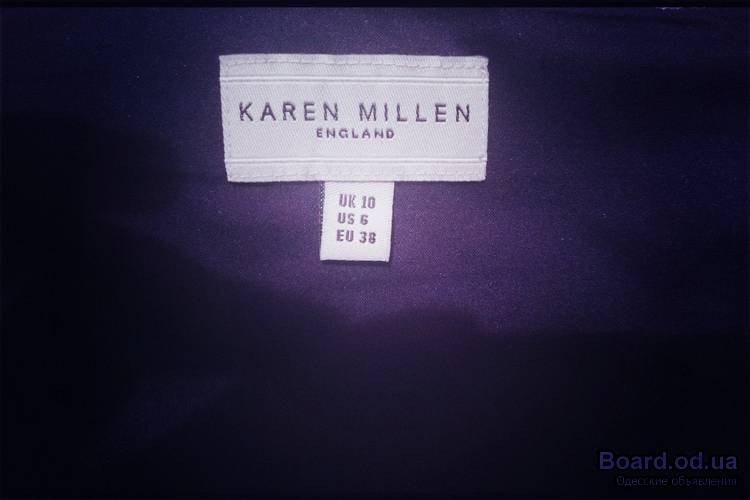 KAREN MILLEN
ENGLAND
UK 10
US 6
EU 38
Board.od.ua
Одесские объявления